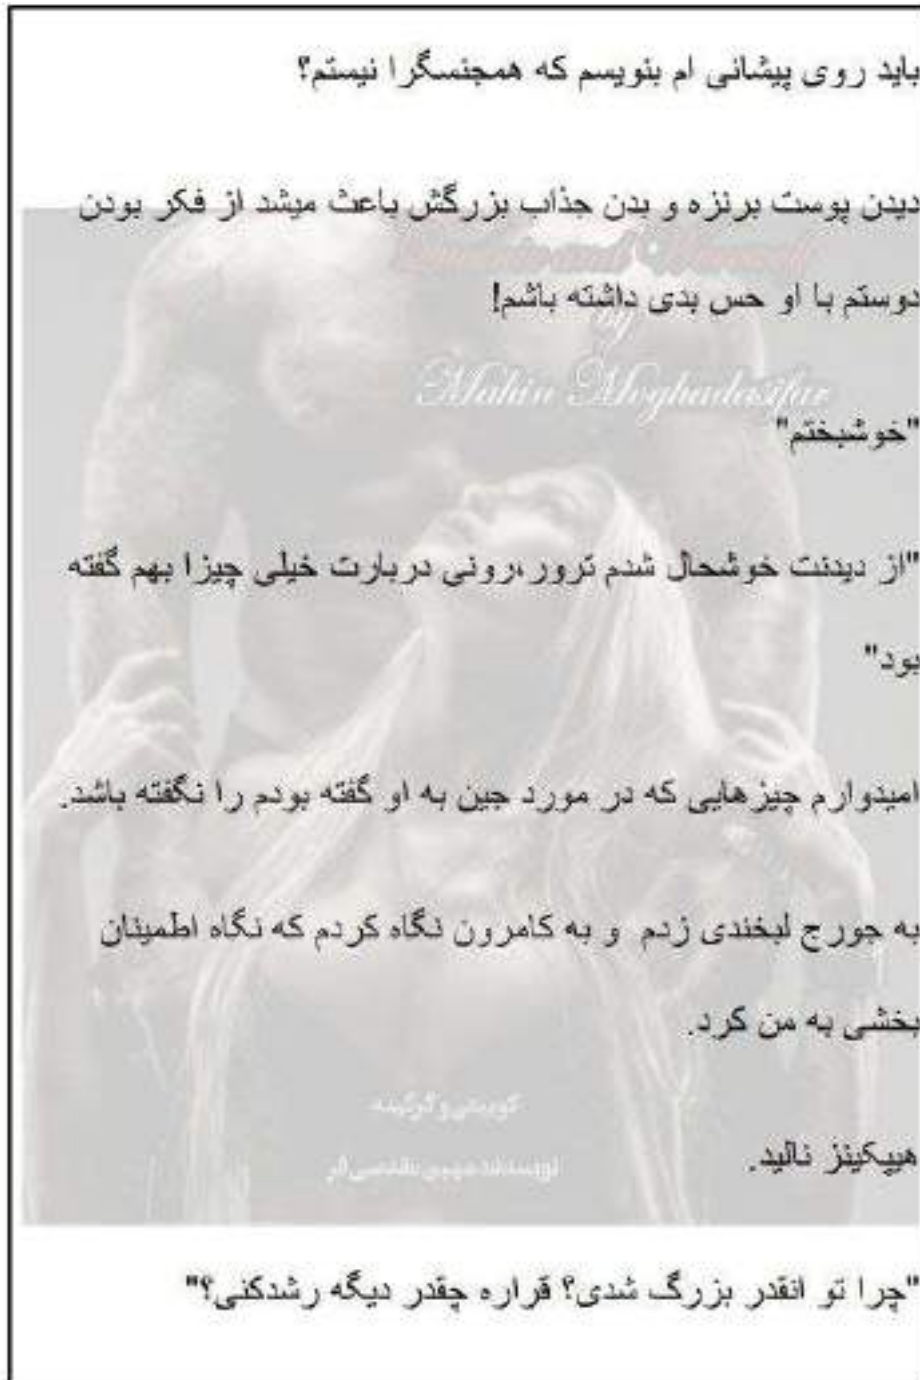 باید روی پیشانی ام بنویسم که همجنسگرا نیستم؟
دیدن پوست برنزه و بدن جذاب بزرگش باعث میشد از فکر بودن
دوستم با او حس بدی داشته باشم!
by
Mahin Moghadasifar
"خوشبختم"
"از دیدنت خوشحال شدم ترور،رونی دربارت خیلی چیزا بهم گفته
بود"
امیدوارم چیزهایی که در مورد جین به او گفته بودم را نگفته باشد.
به جورج لبخندی زدم و به کامرون نگاه کردم که نگاه اطمینان
بخشی به من کرد.
هیپکینز نالید.
"چرا تو انقدر بزرگ شدی؟ قراره چقدر دیگه رشدکنی؟"